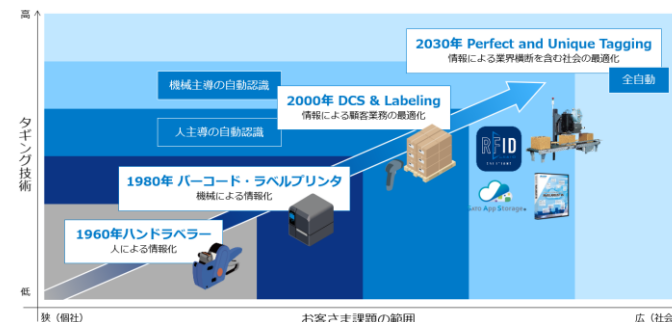 高
2030年 Perfect and Unique Tagging
情報による業界横断を含む社会の最適化
全自動
機械主導の自動認識
2000年 DCS & Labeling
情報による顧客業務の最適化
人主導の自動認識
タギング技術
RFID
1980年 バーコード・ラベルプリンタ
機械による情報化
App Storage
1960年ハンドラベラー
人による情報化
低
狭（個社）
お客さま課題の範囲
広（社会